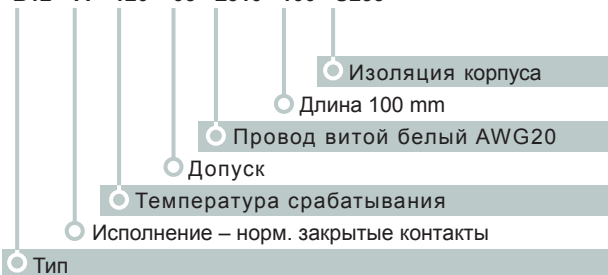 Изоляция корпуса
Длина 100 mm
Провод витой белый AWG20
Допуск
Температура срабатывания
Исполнение – норм. закрытые контакты
Тип